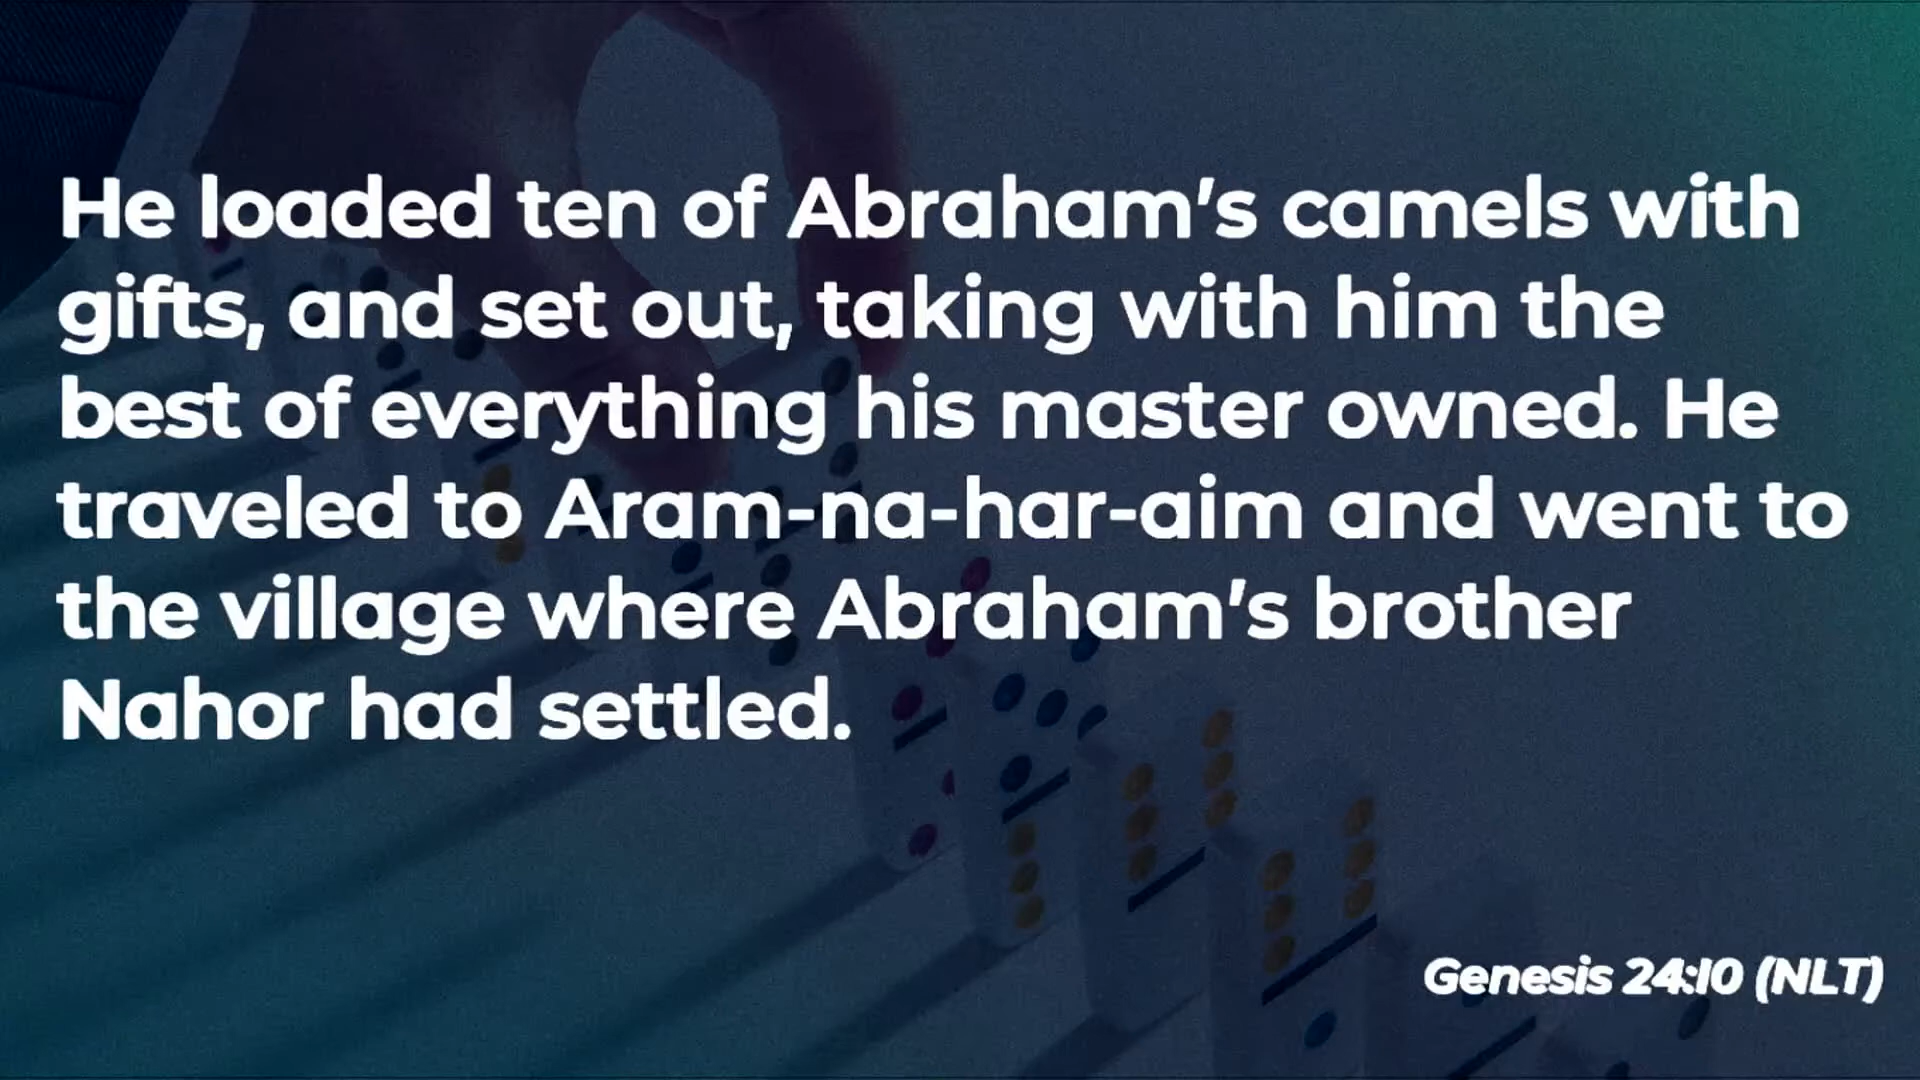 He loaded ten of Abraham's camels with
gifts, and set out, taking with him the
best of everything his master owned. He
traveled to Aram-na-har-aim and went to
the village where Abraham's brother
Nahor had settled.
Genesis 24:10 (NLT)